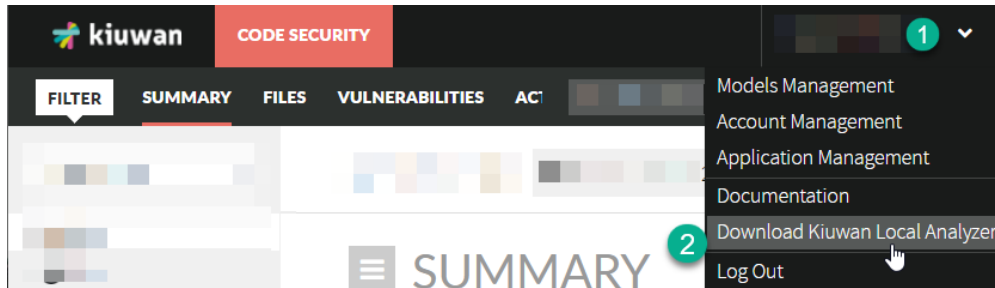 kiuwan
CODE SECURITY
1
FILTER
SUMMARY
FILES
VULNERABILITIES
Models Management
Account Management
Application Management
Documentation
2
Download Kiuwan Local Analyzer
SUMMARY
Log Out